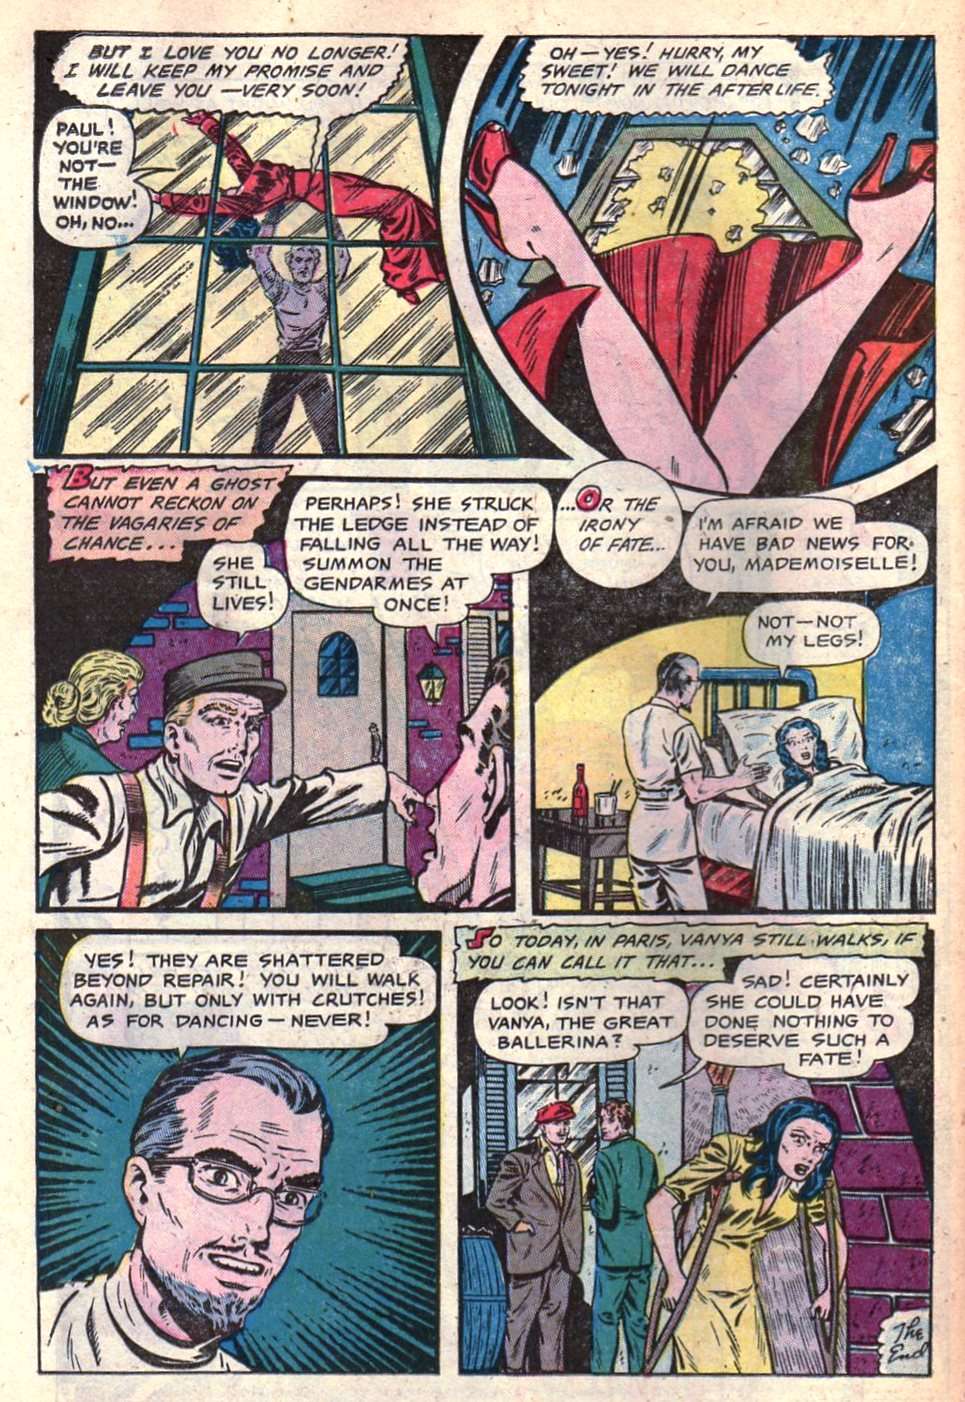 BUT I LOVE YOU NO LONGER!
I WILL KEEP MY PROMISE AND
LEAVE YOU — VERY SOON!
PAUL!
YOU'RE
NOT—
THE
WINDOW!
OH, NO...
OH — YES! HURRY, MY
SWEET! WE WILL DANCE
TONIGHT IN THE AFTER LIFE.
BUT EVEN A GHOST
CANNOT RECKON ON
THE VAGARIES OF
CHANCE...
SHE
STILL
LIVES!
PERHAPS! SHE STRUCK
THE LEDGE INSTEAD OF
FALLING ALL THE WAY!
SUMMON THE
GENDARMES AT
ONCE!
...OR THE
IRONY
OF FATE...
I'M AFRAID WE
HAVE BAD NEWS FOR
YOU, MADEMOISELLE!
NOT — NOT
MY LEGS!
YES! THEY ARE SHATTERED
BEYOND REPAIR! YOU WILL WALK
AGAIN, BUT ONLY WITH CRUTCHES!
AS FOR DANCING — NEVER!
SO TODAY, IN PARIS, VANYA STILL WALKS, IF
YOU CAN CALL IT THAT...
LOOK! ISN'T THAT
VANYA, THE GREAT
BALLERINA?
SAD! CERTAINLY
SHE COULD HAVE
DONE NOTHING TO
DESERVE SUCH A
FATE!
The
End